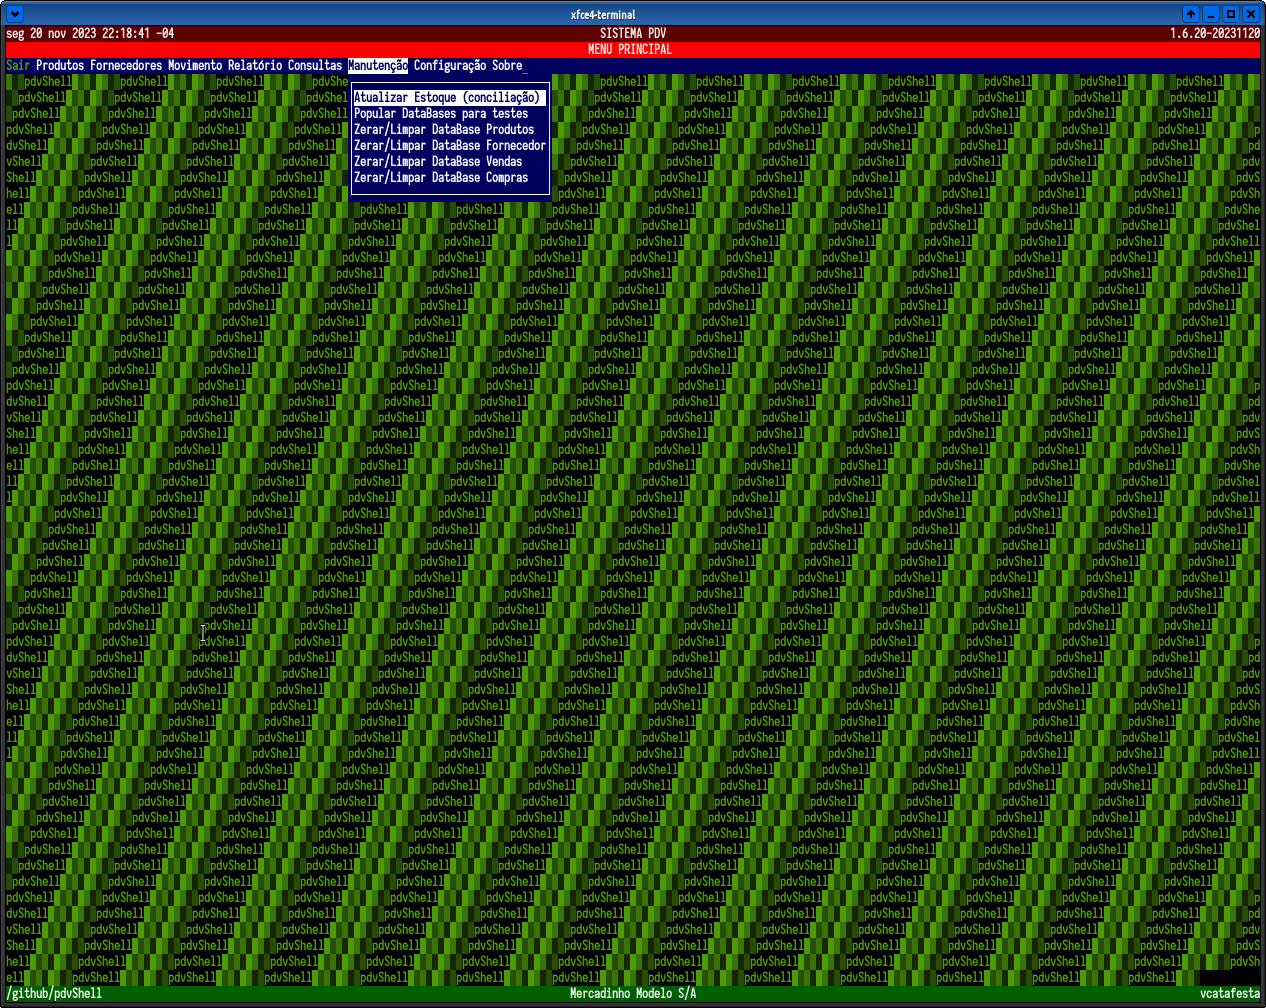 xfce4-terminal
seg 20 nov 2023 22:18:41 -04 SISTEMA PDV 1.6.20-20231120
MENU PRINCIPAL
Sair Produtos Fornecedores Movimento Relatório Consultas Manutenção Configuração Sobre_
Atualizar Estoque (conciliação)
Popular DataBases para testes
Zerar/Limpar DataBase Produtos
Zerar/Limpar DataBase Fornecedor
Zerar/Limpar DataBase Vendas
Zerar/Limpar DataBase Compras
pdvShell pdvShell pdvShell pdvShell pdvShell pdvShell pdvShell pdvShell pdvShell pdvShell pdvShell pdvShell pdvShell
/github/pdvShell Mercadinho Modelo S/A vcatafesta